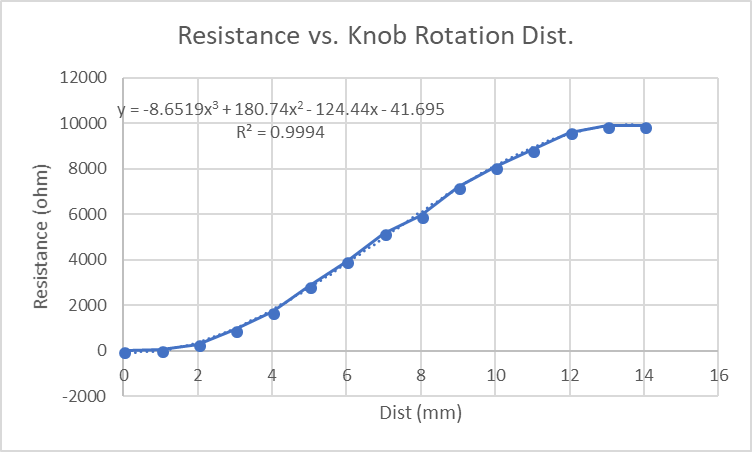 Resistance vs. Knob Rotation Dist.
12000
y = -8.6519x³ + 180.74x² - 124.44x - 41.695
10000
R² = 0.9994
8000
6000
4000
2000
0
0 2 4 6 8 10 12 14 16
-2000
Resistance (ohm)
Dist (mm)